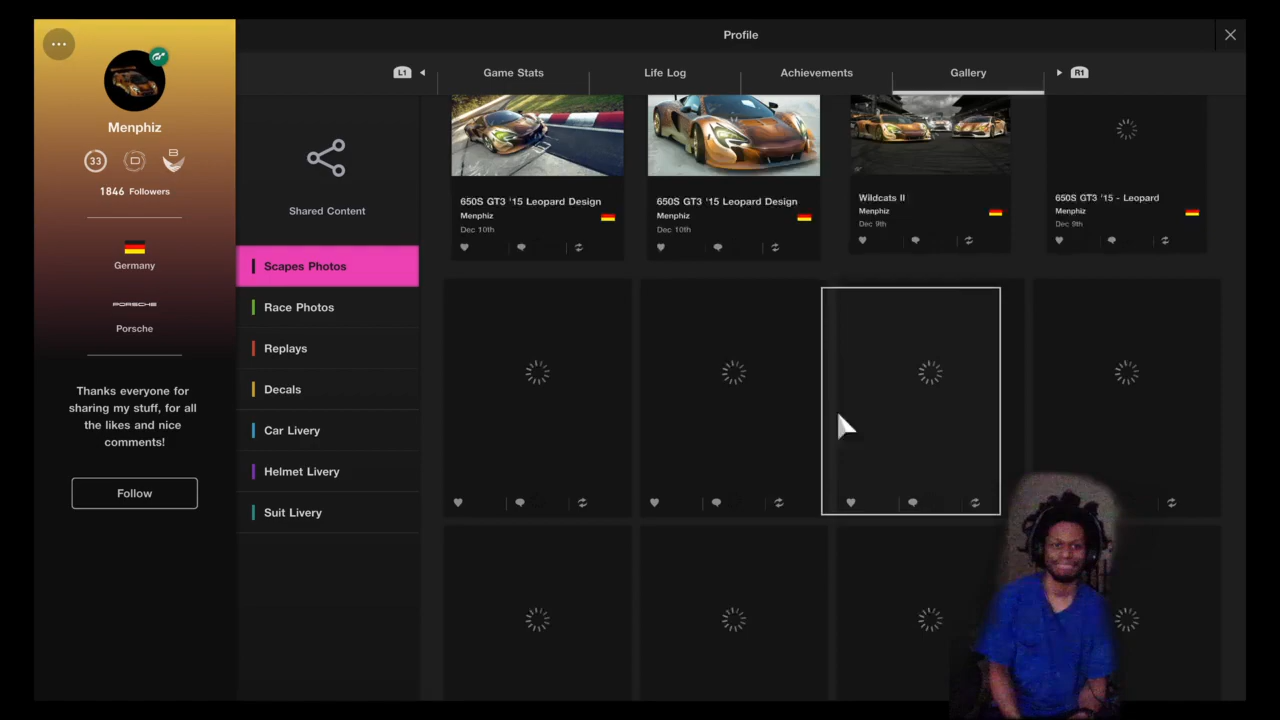 Profile
L1
Game Stats
Life Log
Achievements
Gallery
R1
Menphiz
33
D
B
1846 Followers
Germany
PORSCHE
Porsche
Thanks everyone for
sharing my stuff, for all
the likes and nice
comments!
Follow
Shared Content
Scapes Photos
Race Photos
Replays
Decals
Car Livery
Helmet Livery
Suit Livery
650S GT3 '15 Leopard Design
Menphiz
Dec 10th
650S GT3 '15 Leopard Design
Menphiz
Dec 10th
Wildcats II
Menphiz
Dec 9th
650S GT3 '15 - Leopard
Menphiz
Dec 9th